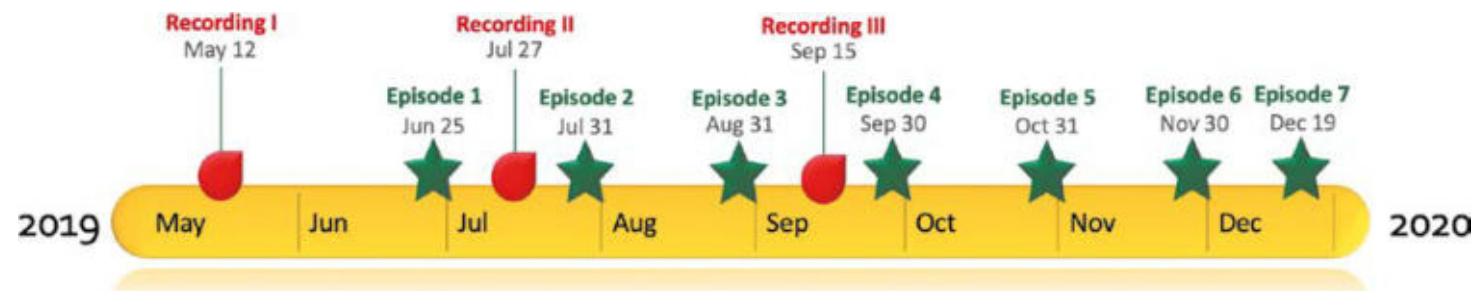 Recording I
May 12
Recording II
Jul 27
Recording III
Sep 15
Episode 1
Jun 25
Episode 2
Jul 31
Episode 3
Aug 31
Episode 4
Sep 30
Episode 5
Oct 31
Episode 6
Nov 30
Episode 7
Dec 19
2019 May Jun Jul Aug Sep Oct Nov Dec 2020